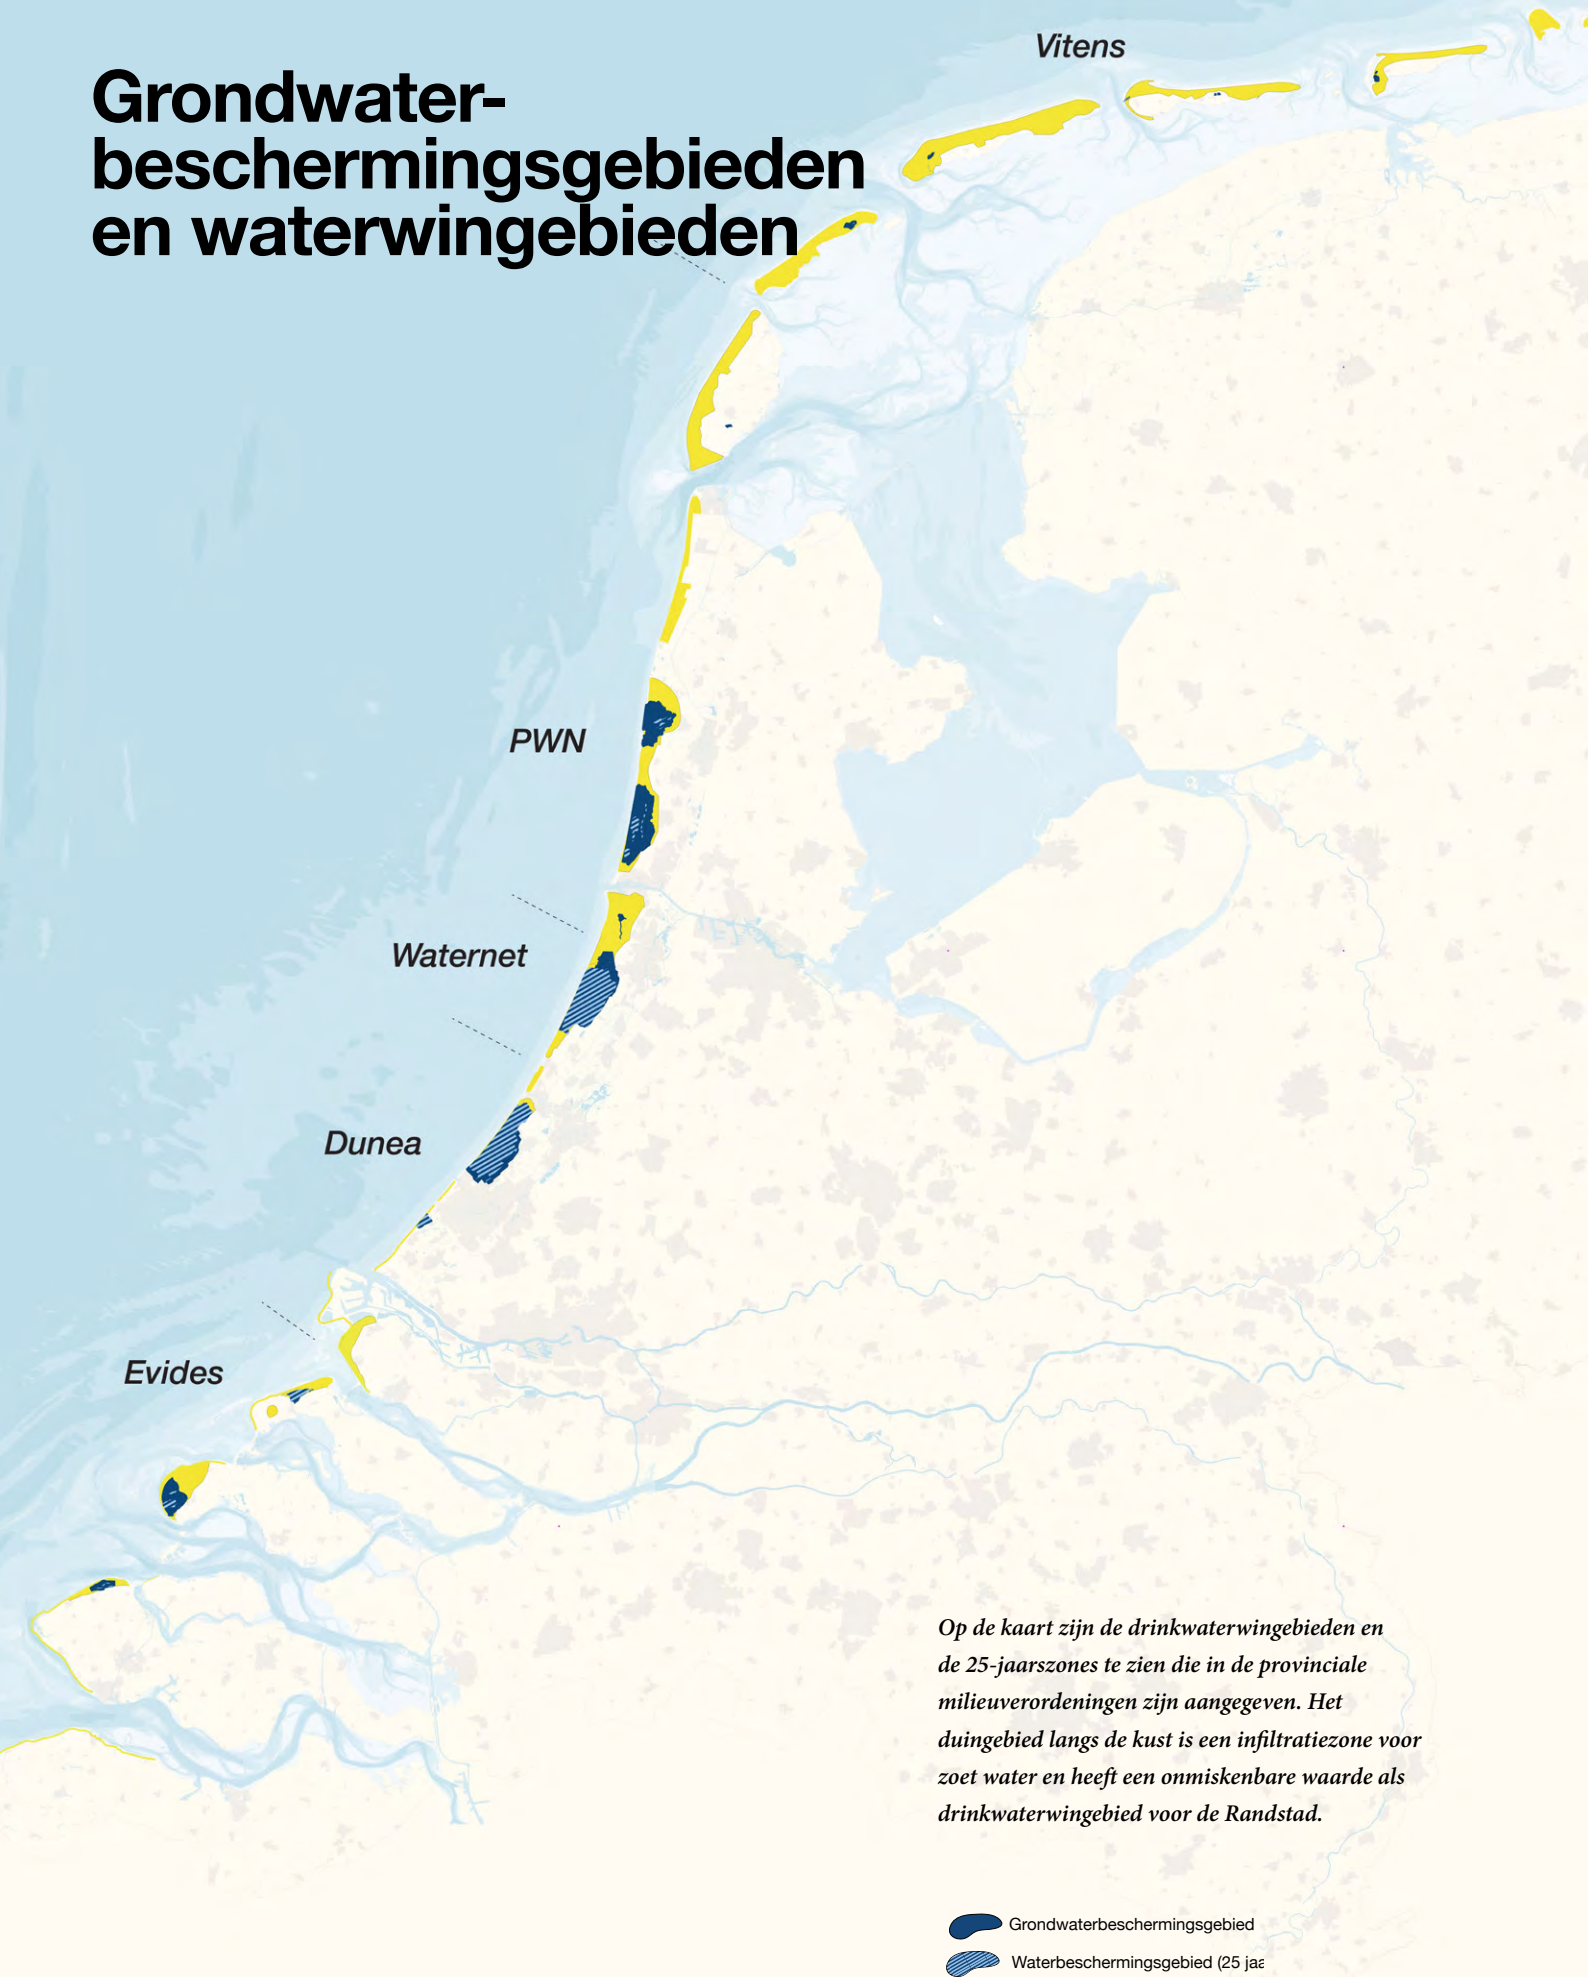 Grondwater-
beschermingsgebieden
en waterwingebieden
Vitens
PWN
Waternet
Dunea
Evides
Op de kaart zijn de drinkwaterwingebieden en
de 25-jaarszones te zien die in de provinciale
milieuverordeningen zijn aangegeven. Het
duingebied langs de kust is een infiltratiezone voor
zoet water en heeft een onmiskenbare waarde als
drinkwaterwingebied voor de Randstad.
Grondwaterbeschermingsgebied
Waterbeschermingsgebied (25 jaa